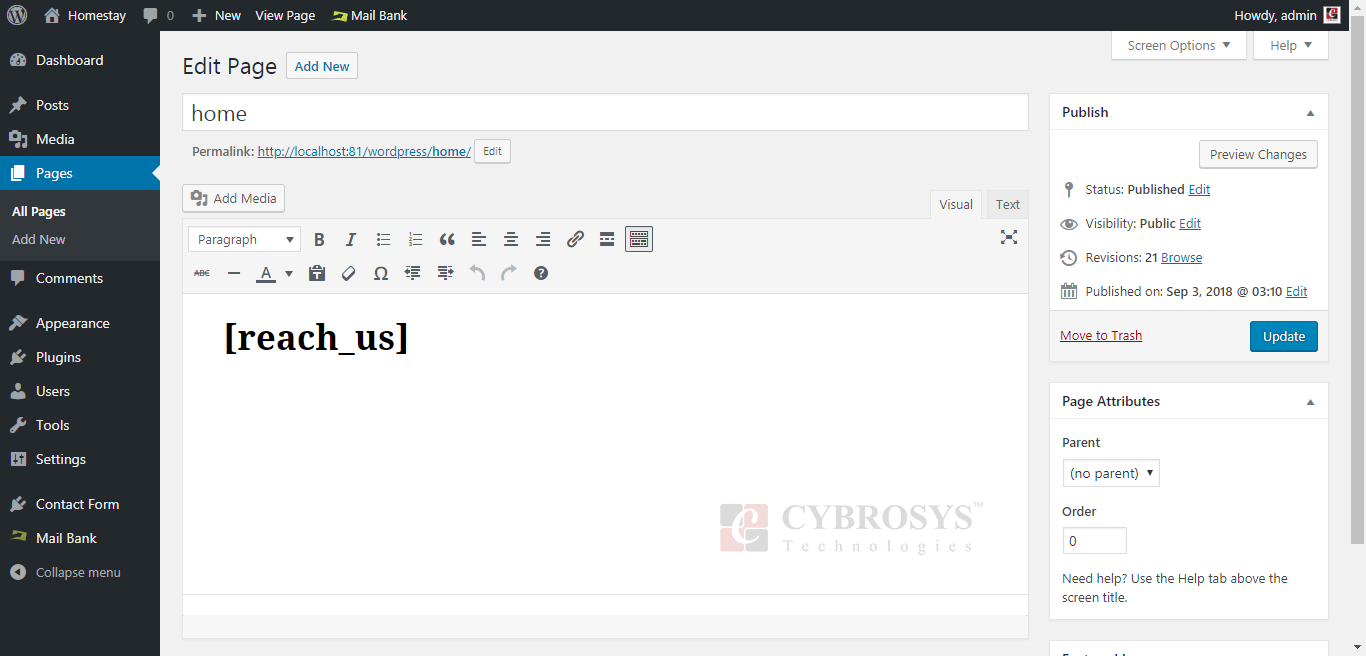 Homestay 0 New View Page Mail Bank Howdy, admin
Screen Options Help
Dashboard
Posts
Media
Pages
All Pages
Add New
Comments
Appearance
Plugins
Users
Tools
Settings
Contact Form
Mail Bank
Collapse menu
Edit Page Add New
home
Permalink: http://localhost:81/wordpress/home/ Edit
Add Media
Visual Text
Paragraph B I
ABC A
[reach_us]
CYBROSYS™
Technologies
Publish
Preview Changes
Status: Published Edit
Visibility: Public Edit
Revisions: 21 Browse
Published on: Sep 3, 2018 @ 03:10 Edit
Move to Trash Update
Page Attributes
Parent
(no parent)
Order
0
Need help? Use the Help tab above the
screen title.